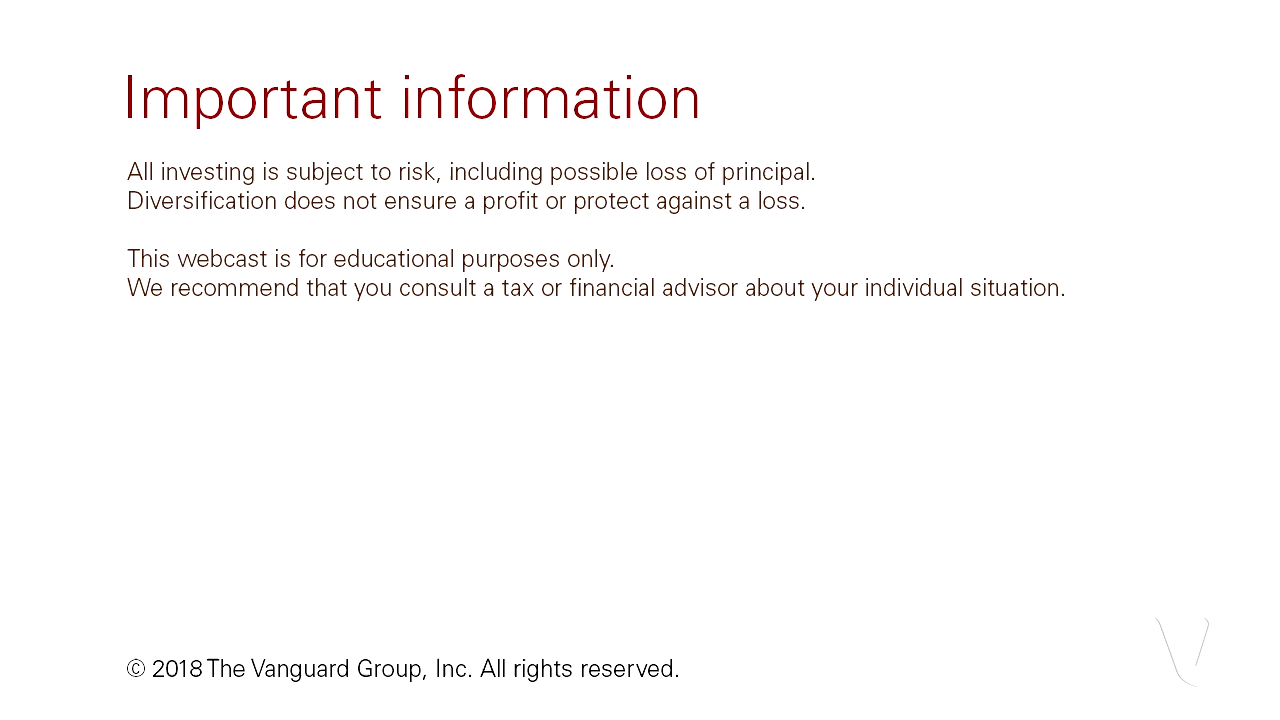 Important information
All investing is subject to risk, including possible loss of principal.
Diversification does not ensure a profit or protect against a loss.
This webcast is for educational purposes only.
We recommend that you consult a tax or financial advisor about your individual situation.
© 2018 The Vanguard Group, Inc. All rights reserved.
V